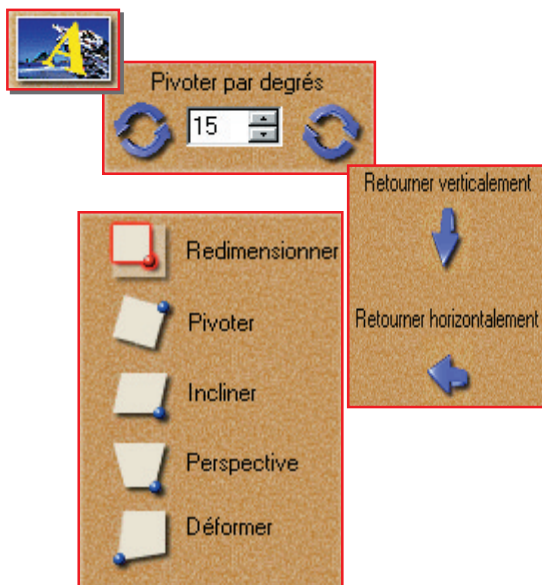 A
Pivoter par degrés
15
Retourner verticalement
Retourner horizontalement
Redimensionner
Pivoter
Incliner
Perspective
Déformer